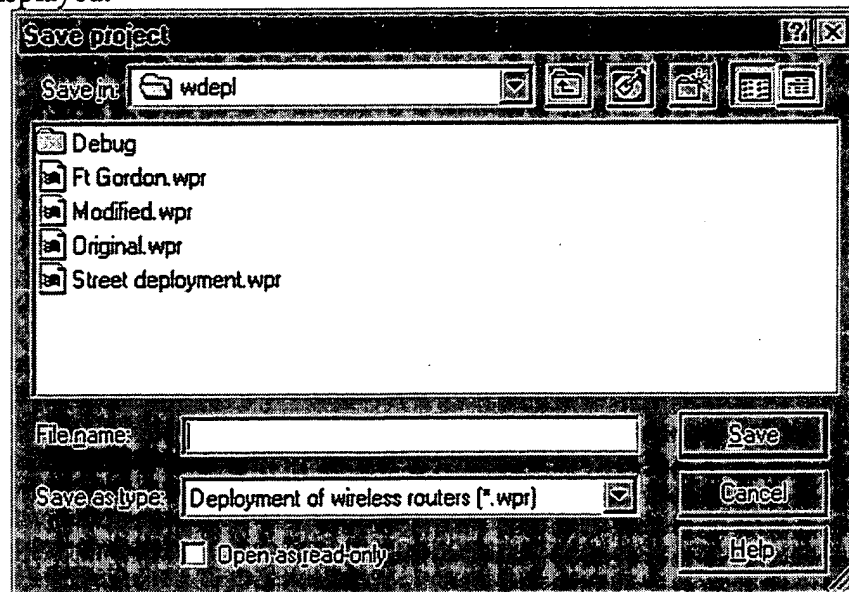 Save project
Save in: wdepl
Debug
Ft Gordon.wpr
Modified.wpr
Original.wpr
Street deployment.wpr
File name:
Save
Save as type: Deployment of wireless routers (*.wpr)
Cancel
Open as read-only
Help